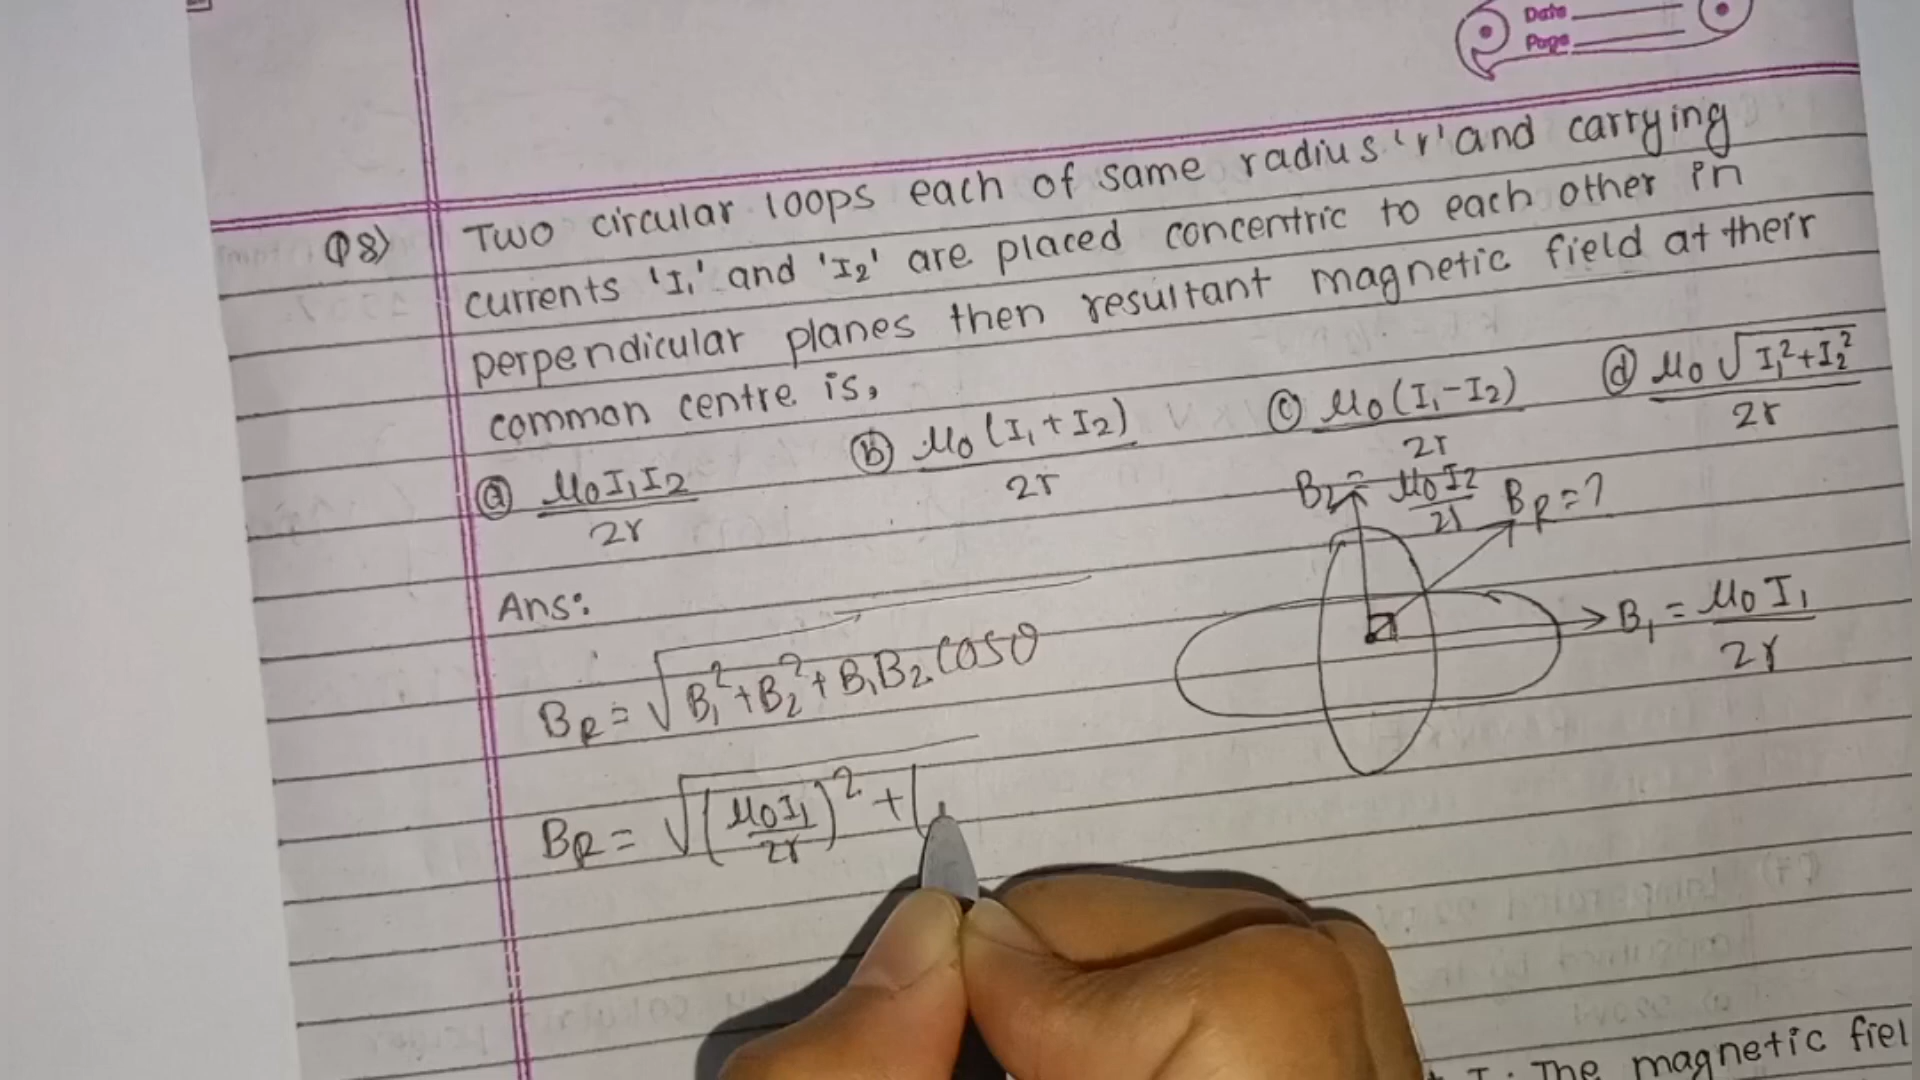 Date
Page
Q8) Two circular loops each of same radius 'r' and carrying
currents 'I₁' and 'I₂' are placed concentric to each other in
perpendicular planes then resultant magnetic field at their
common centre is,
ⓐ μ₀I₁I₂/2r ⓑ μ₀(I₁+I₂)/2r ⓒ μ₀(I₁-I₂)/2r ⓓ μ₀√(I₁²+I₂²)/2r
B₂ = μ₀I₂/2r B_R = ?
Ans:
B₁ = μ₀I₁/2r
B_R = √(B₁²+B₂²+B₁B₂cosθ)
B_R = √((μ₀I₁/2r)²+(
The magnetic fiel